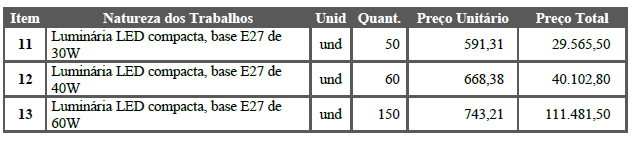 Item Natureza dos Trabalhos Unid Quant. Preço Unitário Preço Total
11 Luminária LED compacta, base E27 de 30W und 50 591,31 29.565,50
12 Luminária LED compacta, base E27 de 40W und 60 668,38 40.102,80
13 Luminária LED compacta, base E27 de 60W und 150 743,21 111.481,50